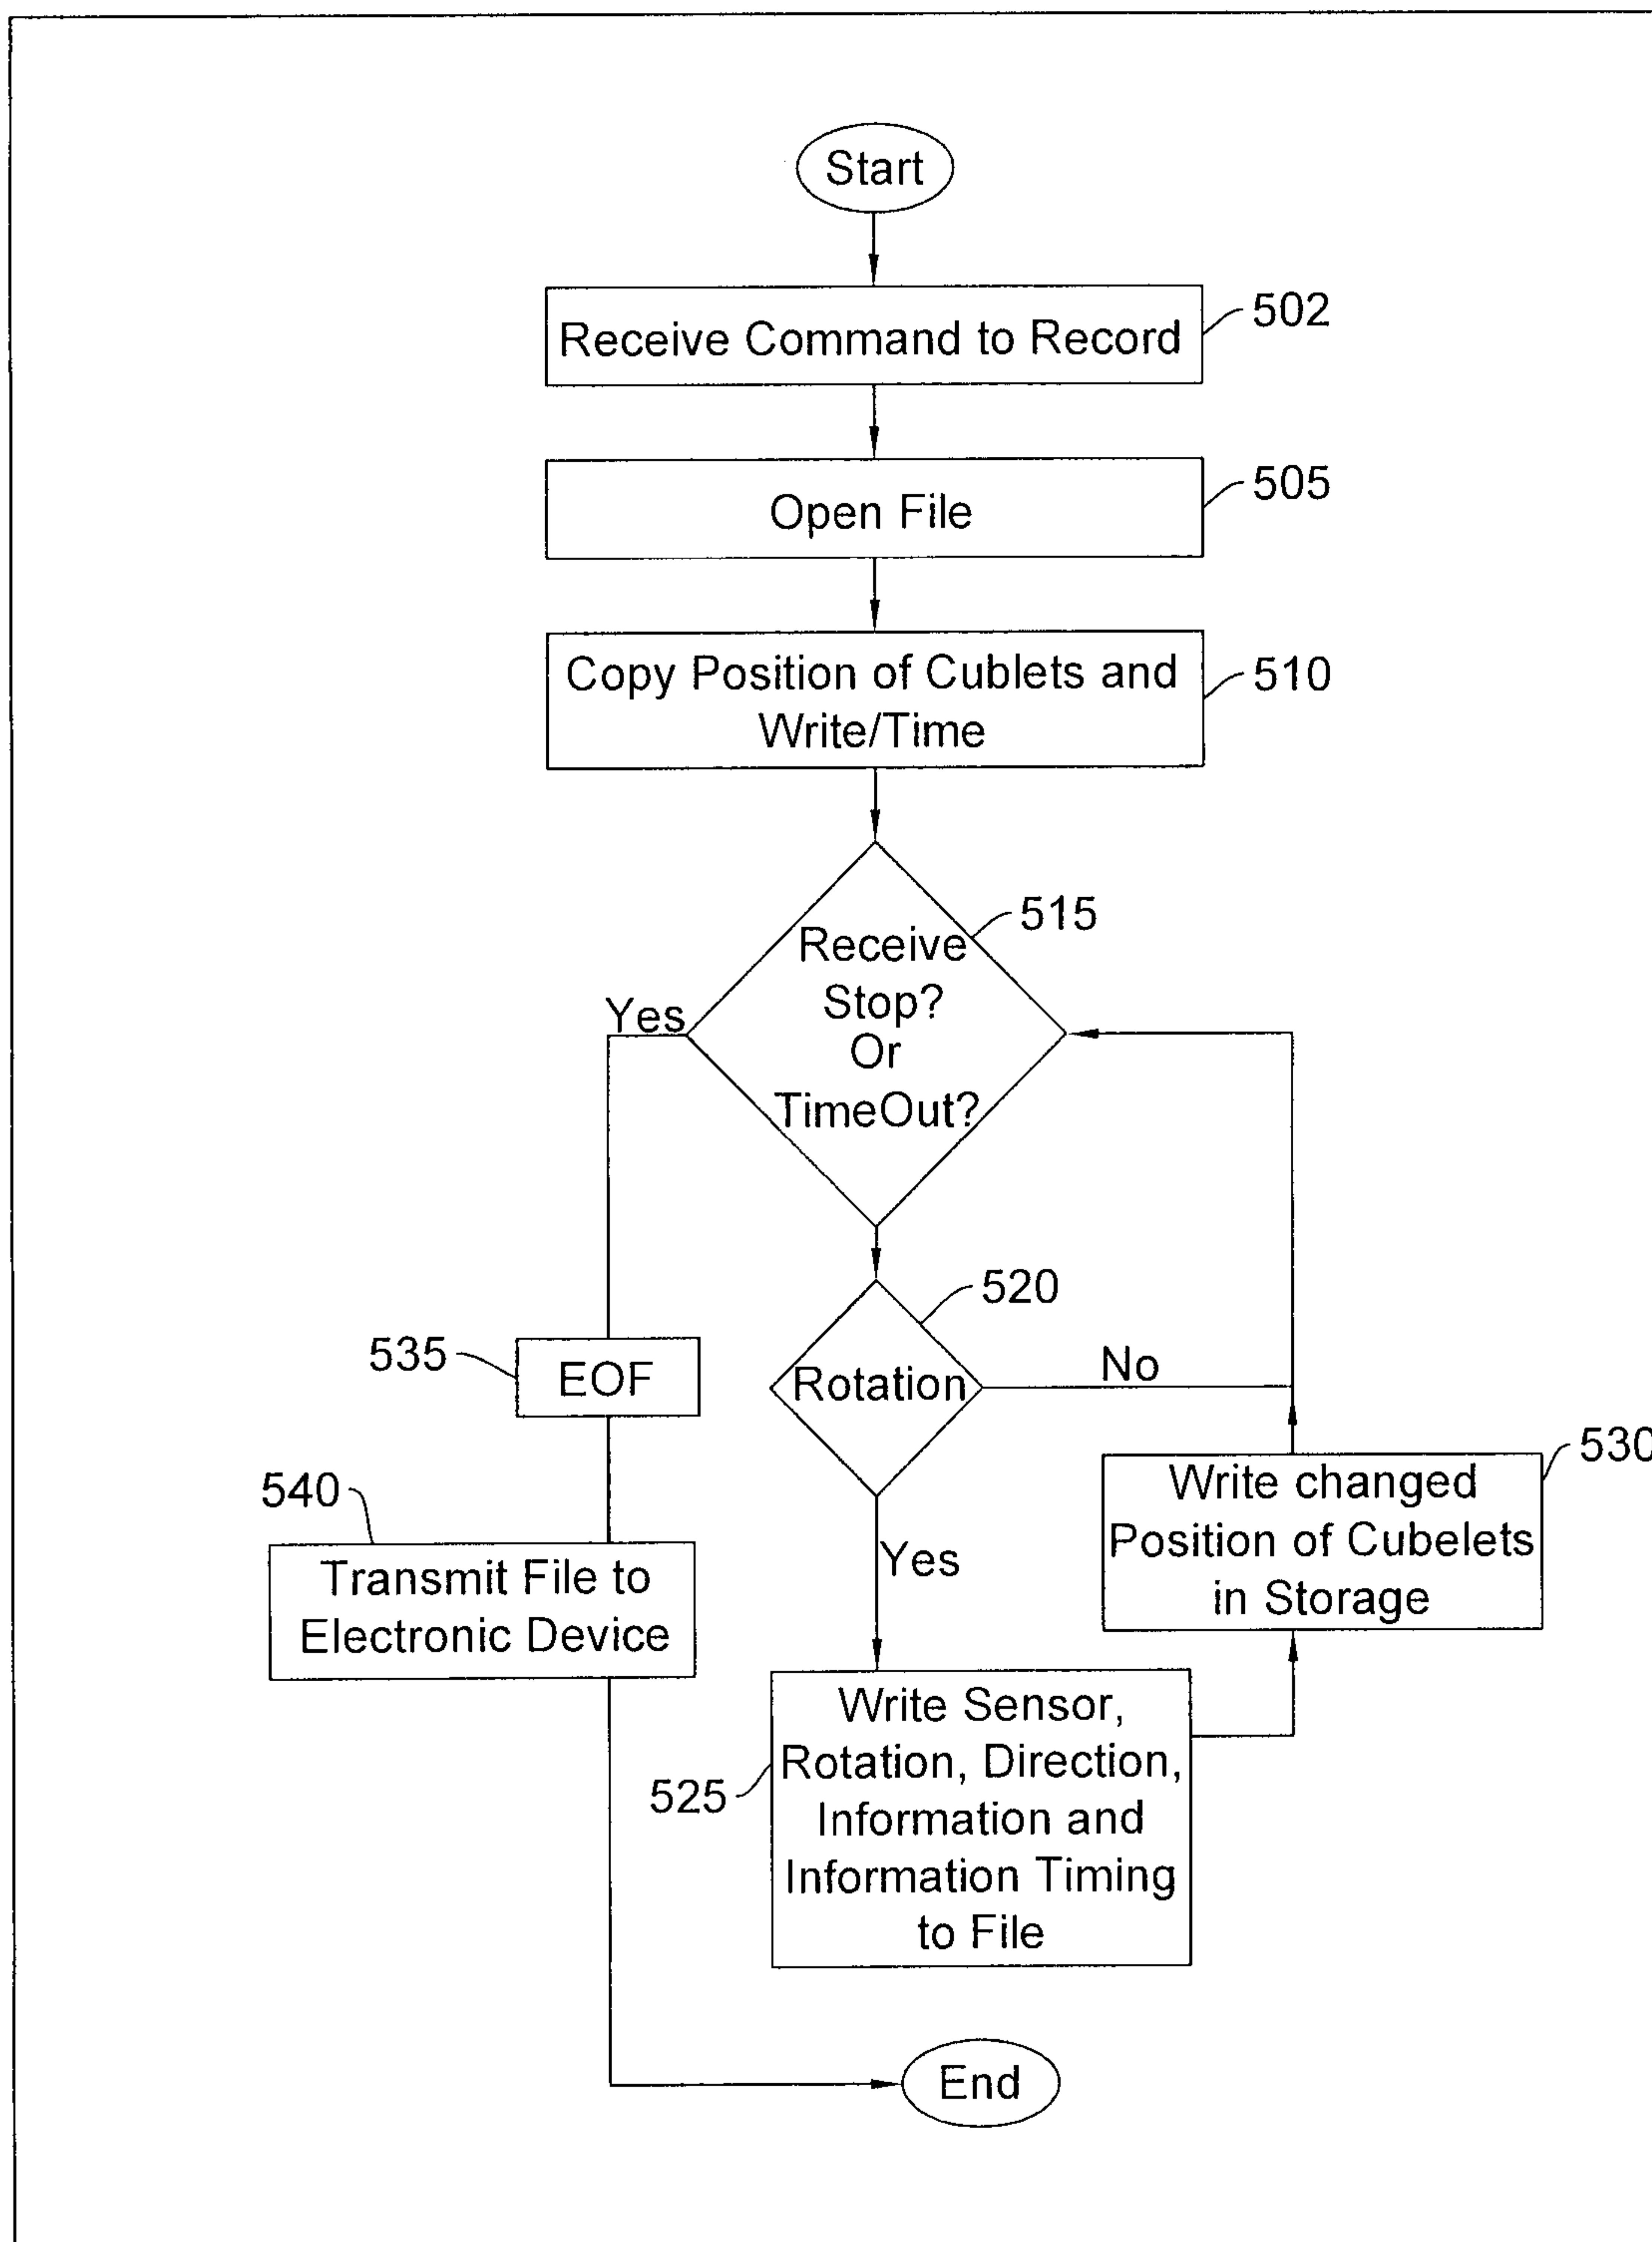 Start
Receive Command to Record
502
Open File
505
Copy Position of Cublets and
Write/Time
510
Receive
Stop?
Or
TimeOut?
515
Yes
Rotation
520
No
535
EOF
530
Write changed
Position of Cubelets
in Storage
540
Transmit File to
Electronic Device
Yes
525
Write Sensor,
Rotation, Direction,
Information and
Information Timing
to File
End